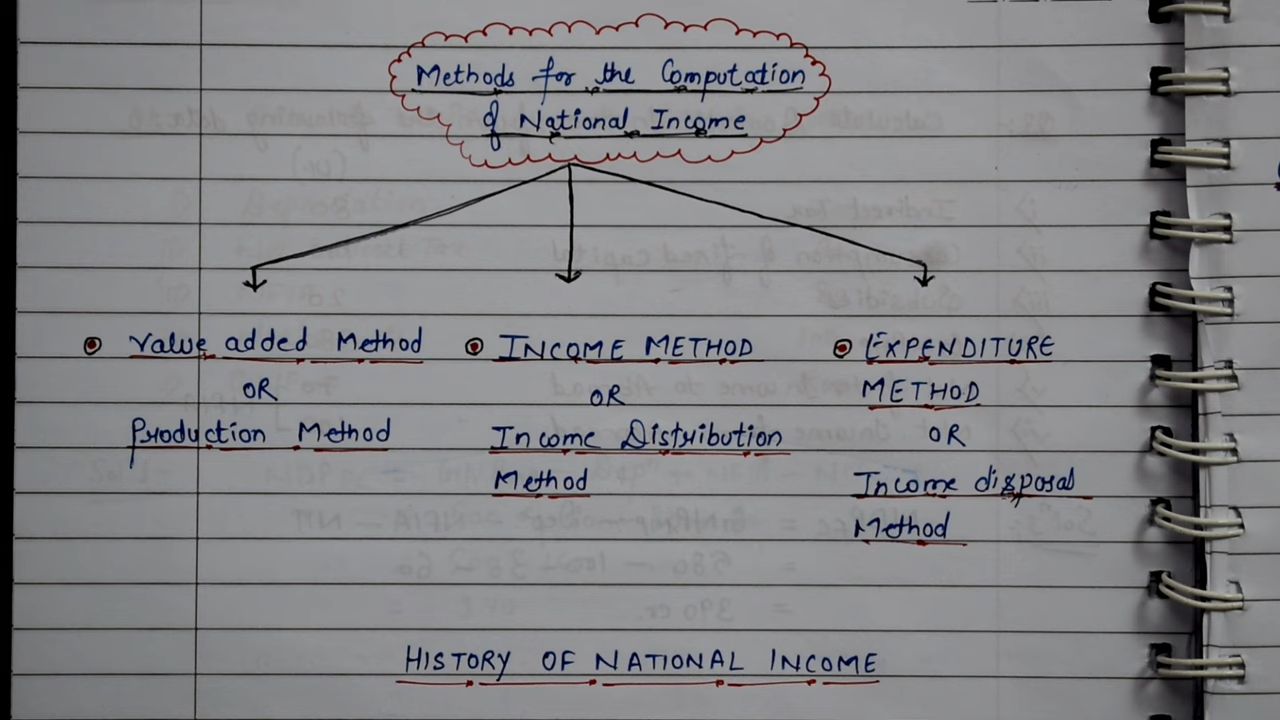 Methods for the Computation
of National Income
Value added Method
OR
Production Method
INCOME METHOD
OR
Income Distribution
Method
EXPENDITURE
METHOD
OR
Income disposal
Method
HISTORY OF NATIONAL INCOME